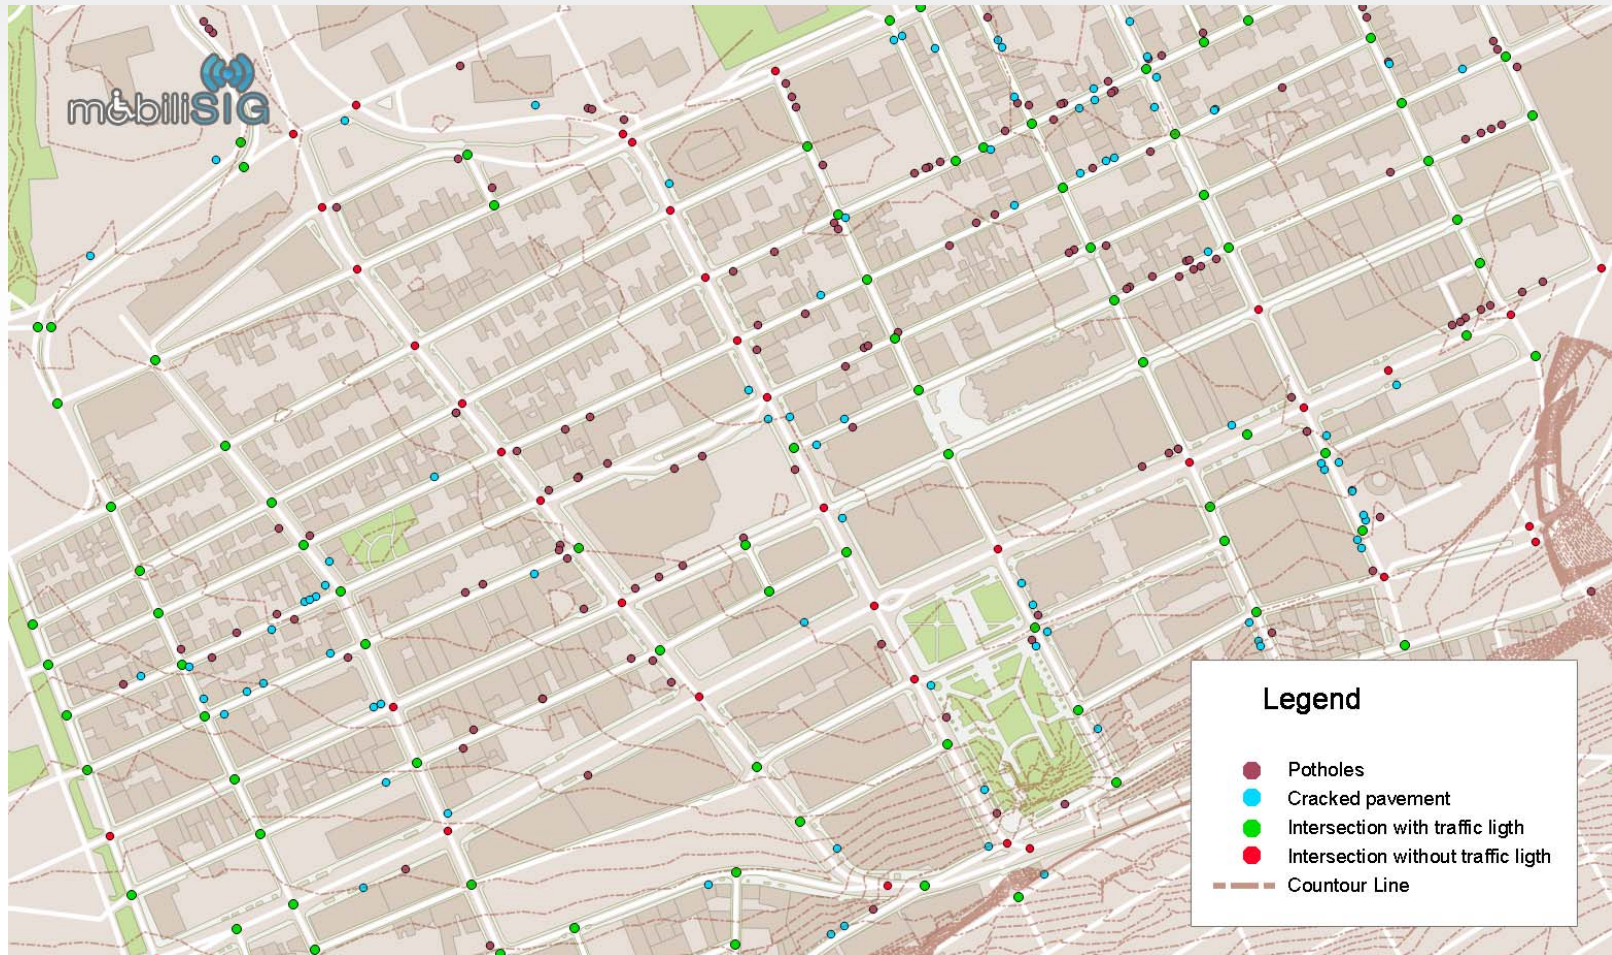 mobiliSIG
Legend
Potholes
Cracked pavement
Intersection with traffic ligth
Intersection without traffic ligth
Countour Line